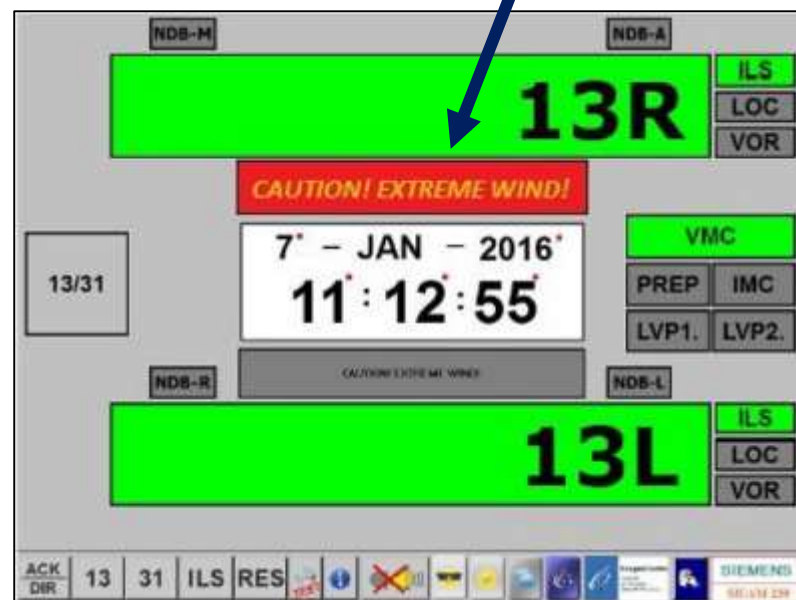 NDB-M
NDB-A
13R
ILS
LOC
VOR
CAUTION! EXTREME WIND!
7 - JAN - 2016
11:12:55
13/31
VMC
PREP IMC
LVP1. LVP2.
CAUTION! EXTREME WIND!
NDB-R
NDB-L
13L
ILS
LOC
VOR
ACK
DIR
13 31 ILS RES
SIEMENS